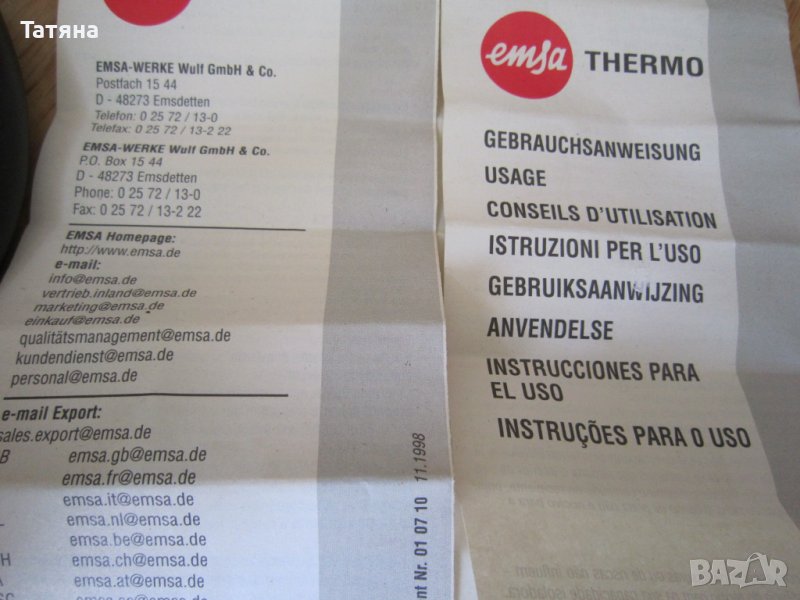 Татяна
EMSA-WERKE Wulf GmbH & Co.
Postfach 15 44
D - 48273 Emsdetten
Telefon: 0 25 72 / 13-0
Telefax: 0 25 72 / 13-2 22
EMSA-WERKE Wulf GmbH & Co.
P.O. Box 15 44
D - 48273 Emsdetten
Phone: 0 25 72 / 13-0
Fax: 0 25 72 / 13-2 22
EMSA Homepage:
http://www.emsa.de
e-mail:
info@emsa.de
vertrieb.inland@emsa.de
marketing@emsa.de
einkauf@emsa.de
qualitätsmanagement@emsa.de
kundendienst@emsa.de
personal@emsa.de
e-mail Export:
sales.export@emsa.de
B emsa.gb@emsa.de
emsa.fr@emsa.de
emsa.it@emsa.de
L emsa.nl@emsa.de
emsa.be@emsa.de
H emsa.ch@emsa.de
A emsa.at@emsa.de
nt Nr. 01 07 10 11.1998
emsa THERMO
GEBRAUCHSANWEISUNG
USAGE
CONSEILS D'UTILISATION
ISTRUZIONI PER L'USO
GEBRUIKSAANWIJZING
ANVENDELSE
INSTRUCCIONES PARA
EL USO
INSTRUÇÕES PARA O USO
BAZAR.bg